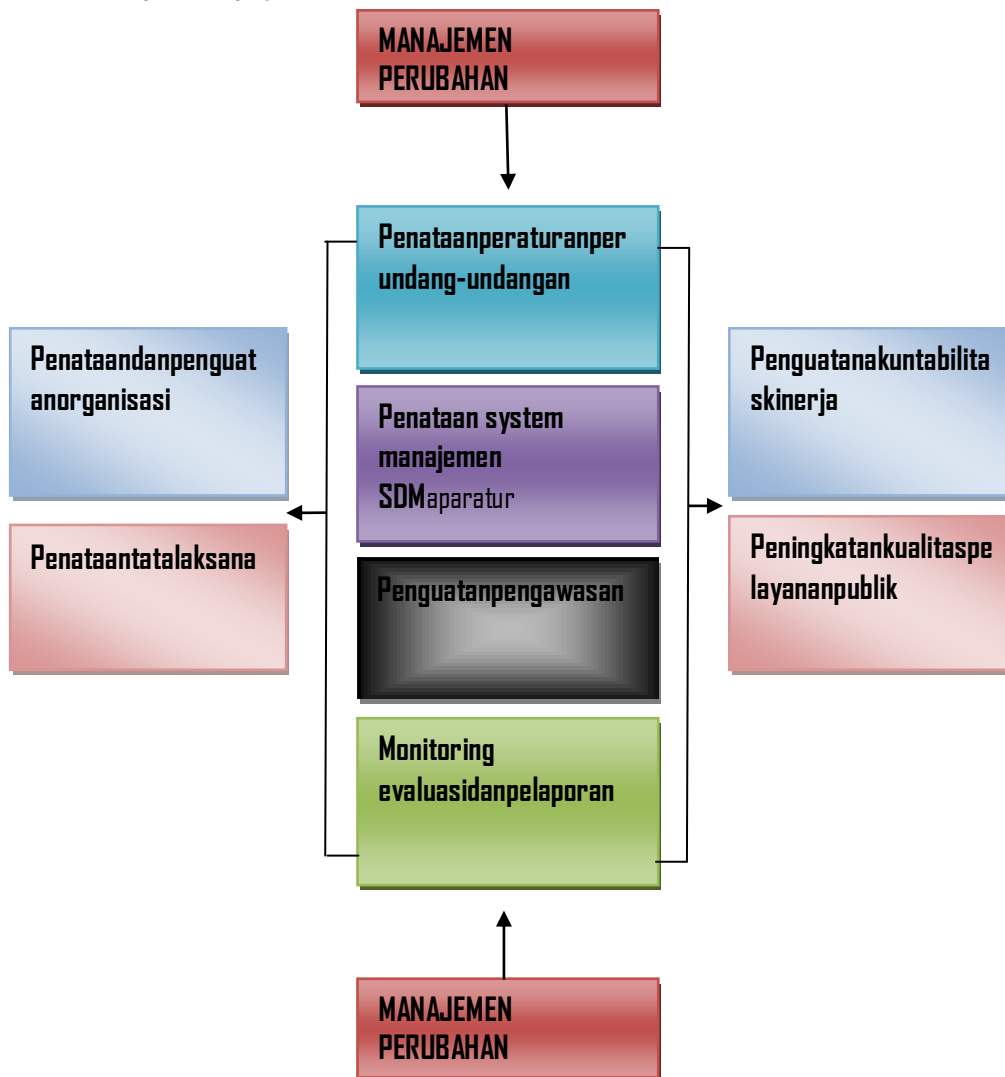 MANAJEMEN
PERUBAHAN
Penataanperaturanper
undang-undangan
Penataandanpenguat
anorganisasi
Penguatanakuntabilita
skinerja
Penataan system
manajemen
SDMaparatur
Penataantatalaksana
Peningkatankualitaspe
layananpublik
Penguatanpengawasan
Monitoring
evaluasidanpelaporan
MANAJEMEN
PERUBAHAN